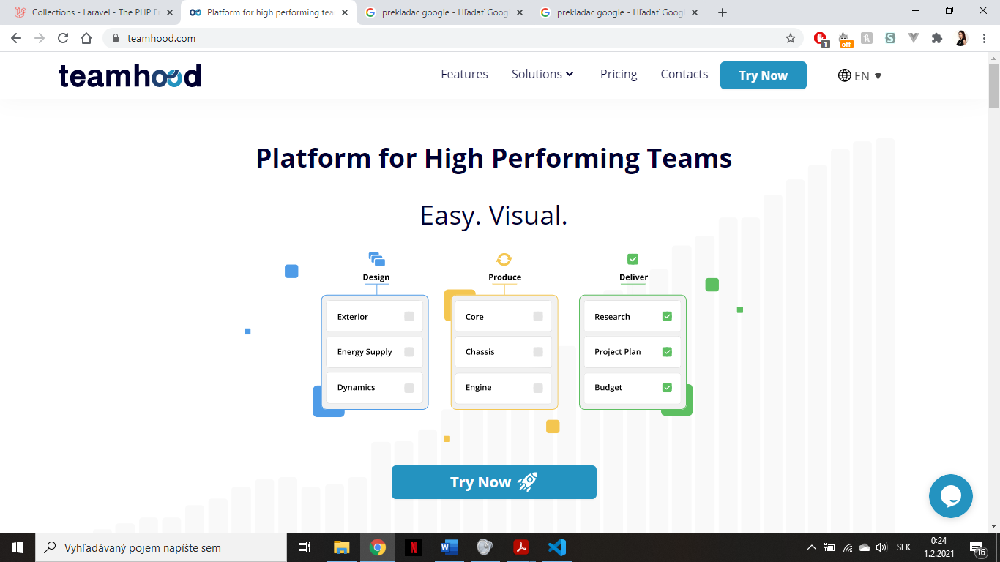 Collections - Laravel - The PHP Fr
Platform for high performing tea
prekladac google - Hľadať Goog
prekladac google - Hľadať Goog
teamhood.com
1
off
teamhood
Features
Solutions
Pricing
Contacts
Try Now
EN
Platform for High Performing Teams
Easy. Visual.
Design
Produce
Deliver
Exterior
Core
Research
Energy Supply
Chassis
Project Plan
Dynamics
Engine
Budget
Try Now
Vyhľadávaný pojem napíšte sem
SLK
0:24
1.2.2021
16